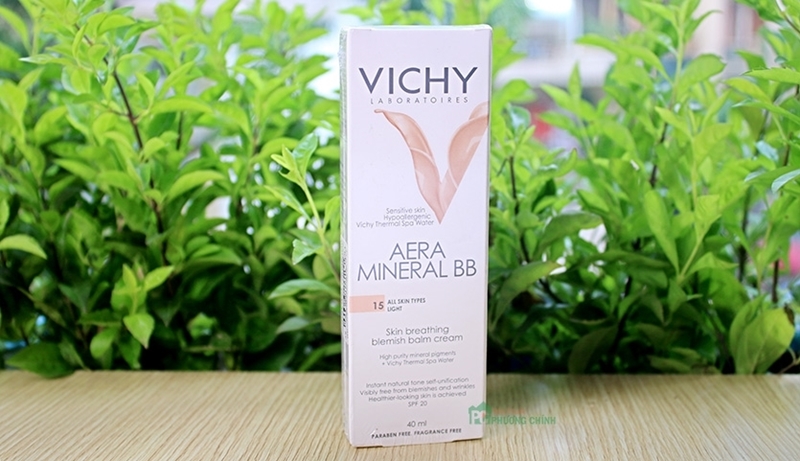 VICHY
LABORATOIRES
Sensitive skin
Hypoallergenic
Vichy Thermal Spa Water
AERA
MINERAL BB
15 ALL SKIN TYPES
LIGHT
Skin breathing
blemish balm cream
High purity mineral pigments
+ Vichy Thermal Spa Water
Instant natural tone self-unification
Visibly free from blemishes and wrinkles
Healthier-looking skin is achieved
SPF 20
PC PHƯƠNG CHINH
40 ml
PARABEN FREE, FRAGRANCE FREE